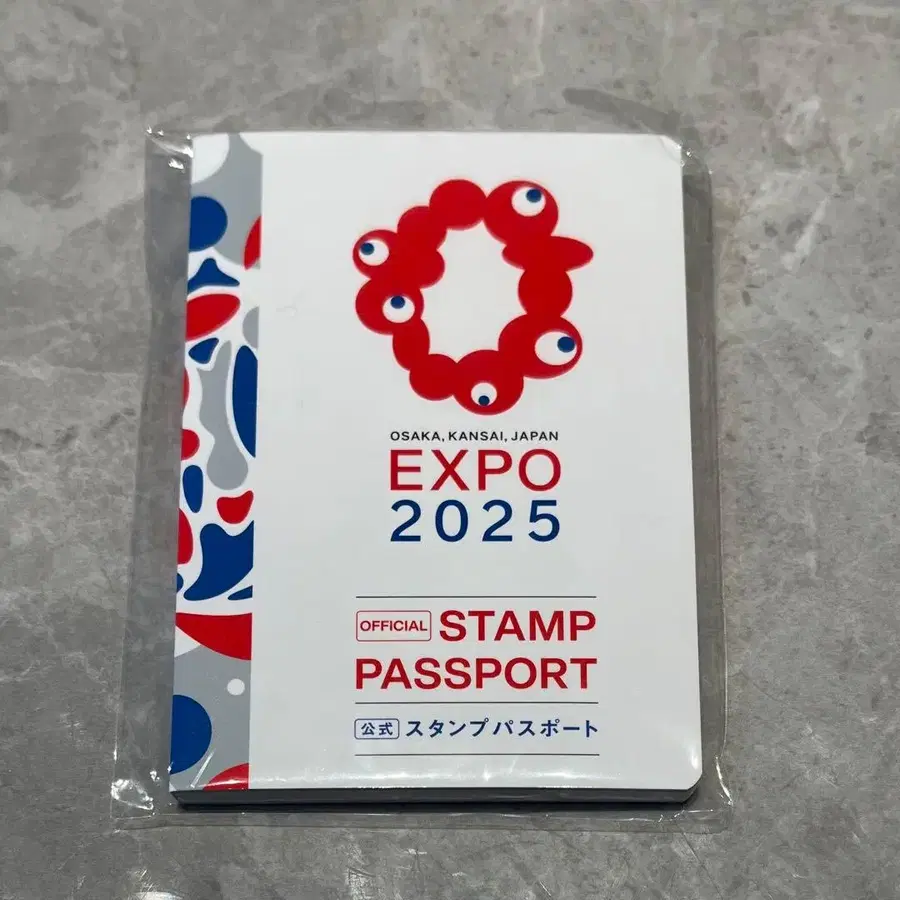 OSAKA, KANSAI, JAPAN
EXPO
2025
OFFICIAL STAMP
PASSPORT
公式 スタンプパスポート